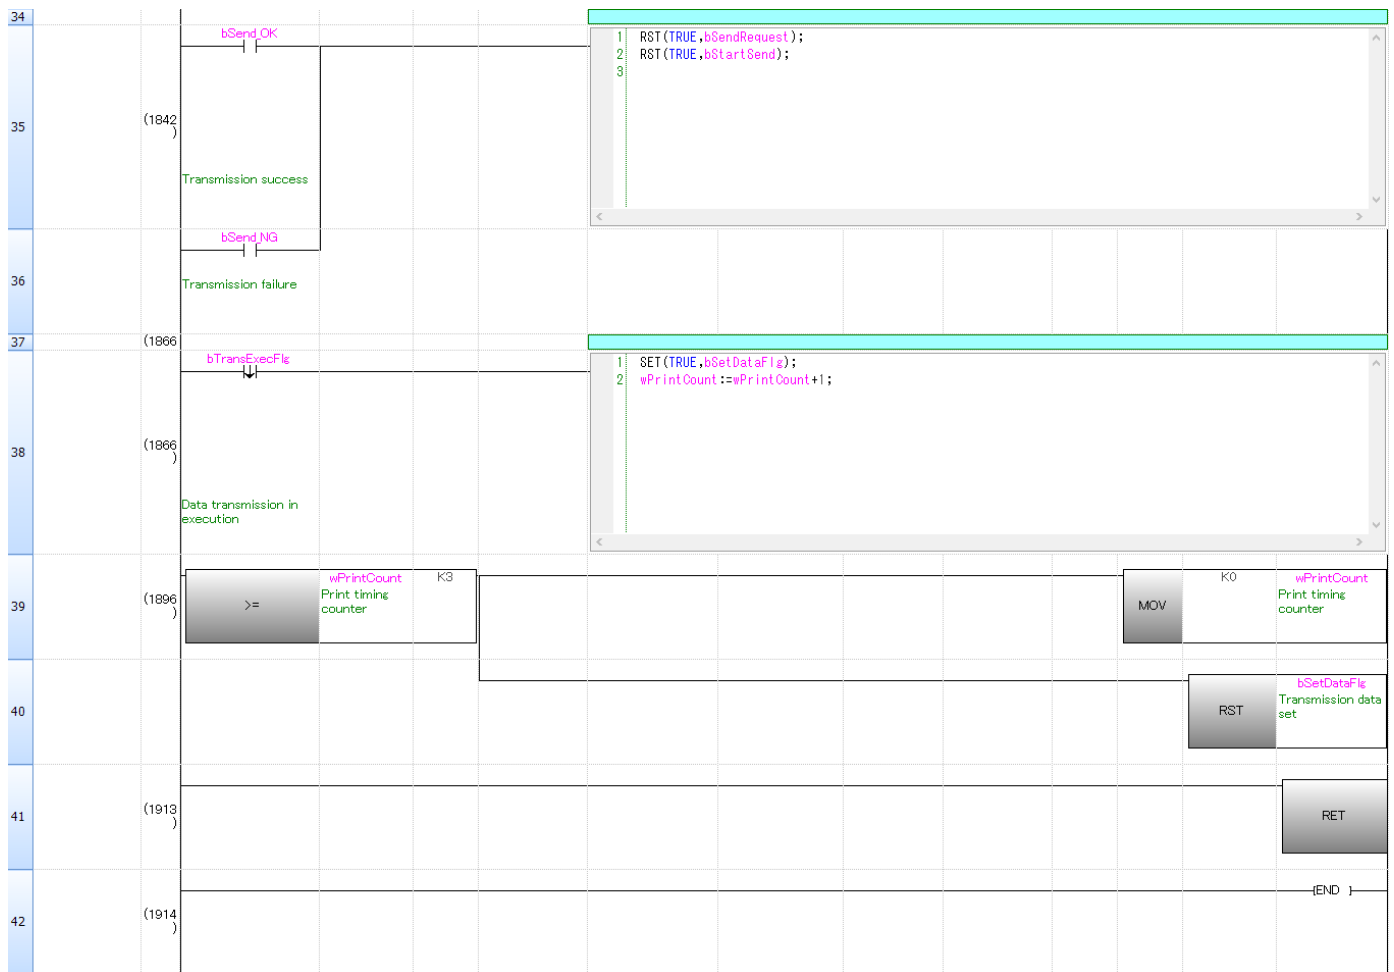 34
bSend_OK
1 RST(TRUE,bSendRequest);
2 RST(TRUE,bStartSend);
3
35
(1842
)
Transmission success
bSend_NG
36
Transmission failure
37
(1866
bTransExecFlg
1 SET(TRUE,bSetDataFlg);
2 wPrintCount:=wPrintCount+1;
38
(1866
)
Data transmission in
execution
39
(1896
)
>=
wPrintCount
K3
Print timing
counter
MOV
K0
wPrintCount
Print timing
counter
40
RST
bSetDataFlg
Transmission data
set
41
(1913
)
RET
42
(1914
)
[END ]